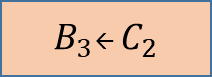 B₃ ← C₂